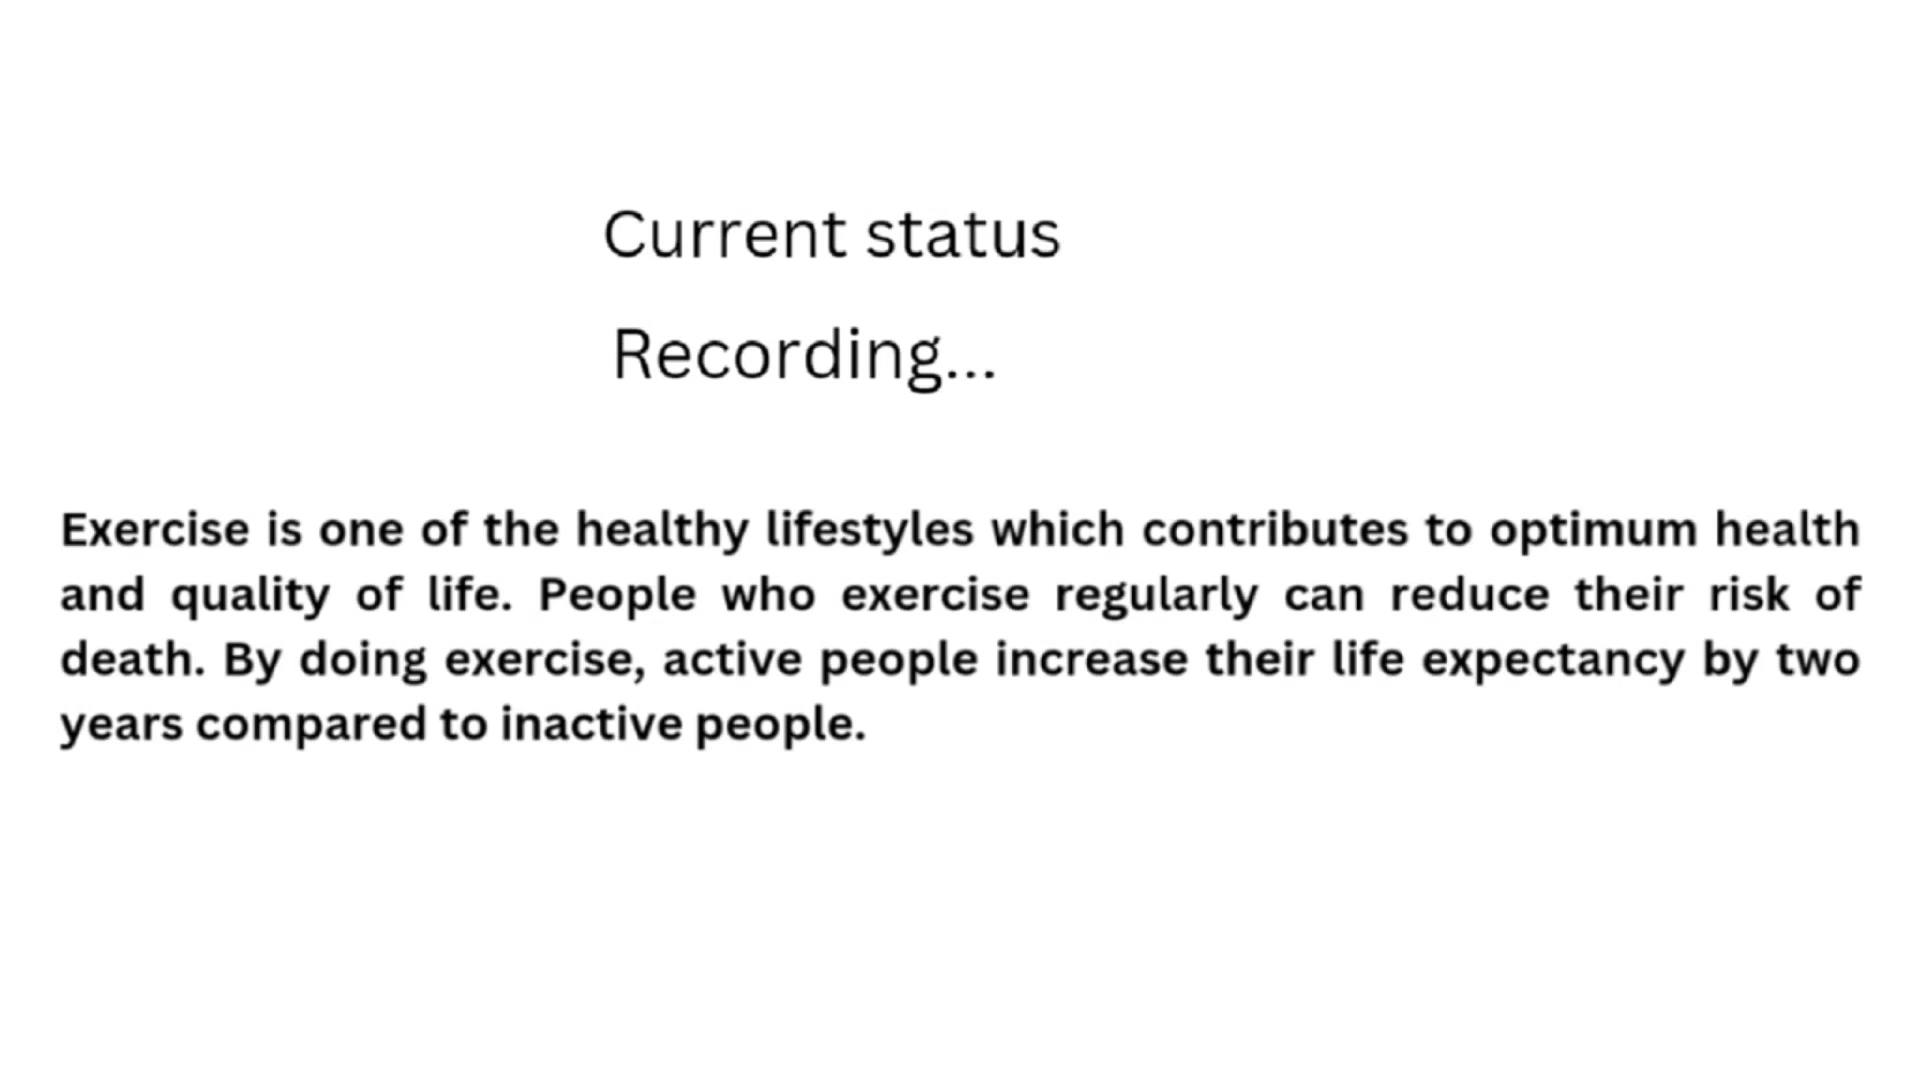 Current status
Recording...
Exercise is one of the healthy lifestyles which contributes to optimum health
and quality of life. People who exercise regularly can reduce their risk of
death. By doing exercise, active people increase their life expectancy by two
years compared to inactive people.